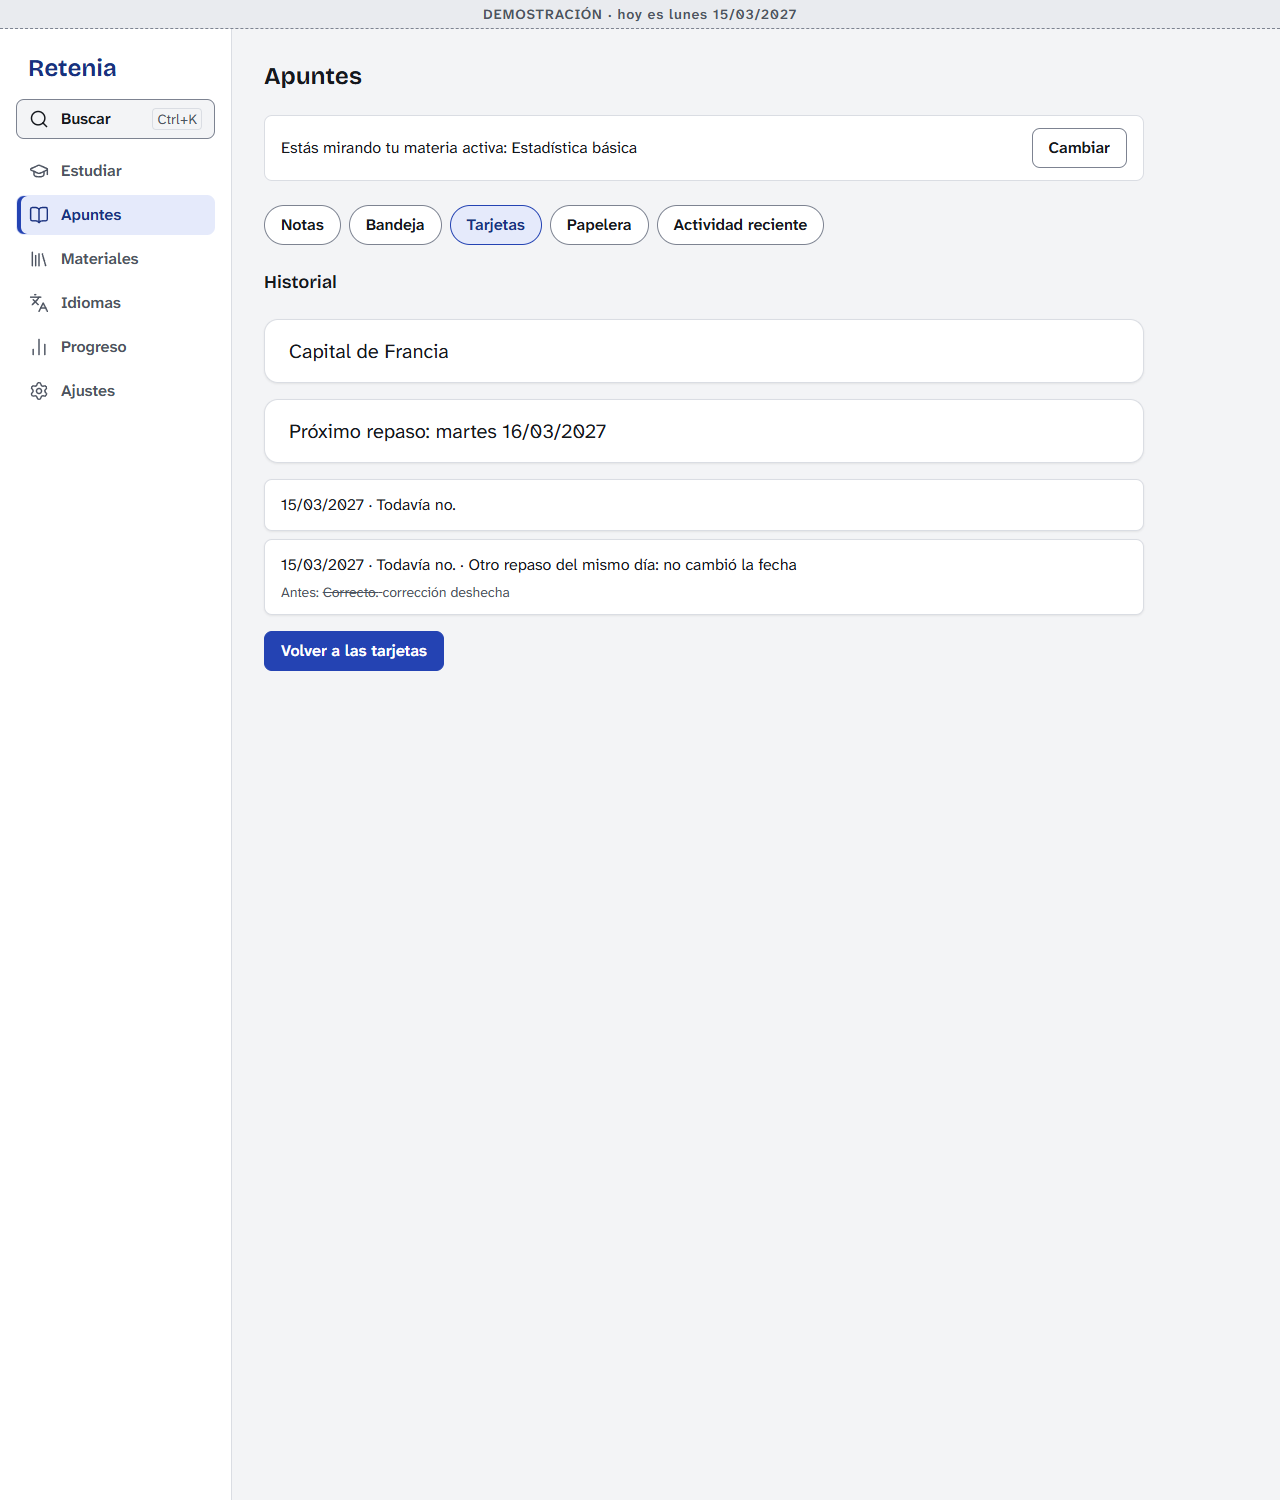 DEMOSTRACIÓN · hoy es lunes 15/03/2027
Retenia
Buscar Ctrl+K
Estudiar
Apuntes
Materiales
Idiomas
Progreso
Ajustes
Apuntes
Estás mirando tu materia activa: Estadística básica
Cambiar
Notas
Bandeja
Tarjetas
Papelera
Actividad reciente
Historial
Capital de Francia
Próximo repaso: martes 16/03/2027
15/03/2027 · Todavía no.
15/03/2027 · Todavía no. · Otro repaso del mismo día: no cambió la fecha
Antes: Correcto. corrección deshecha
Volver a las tarjetas